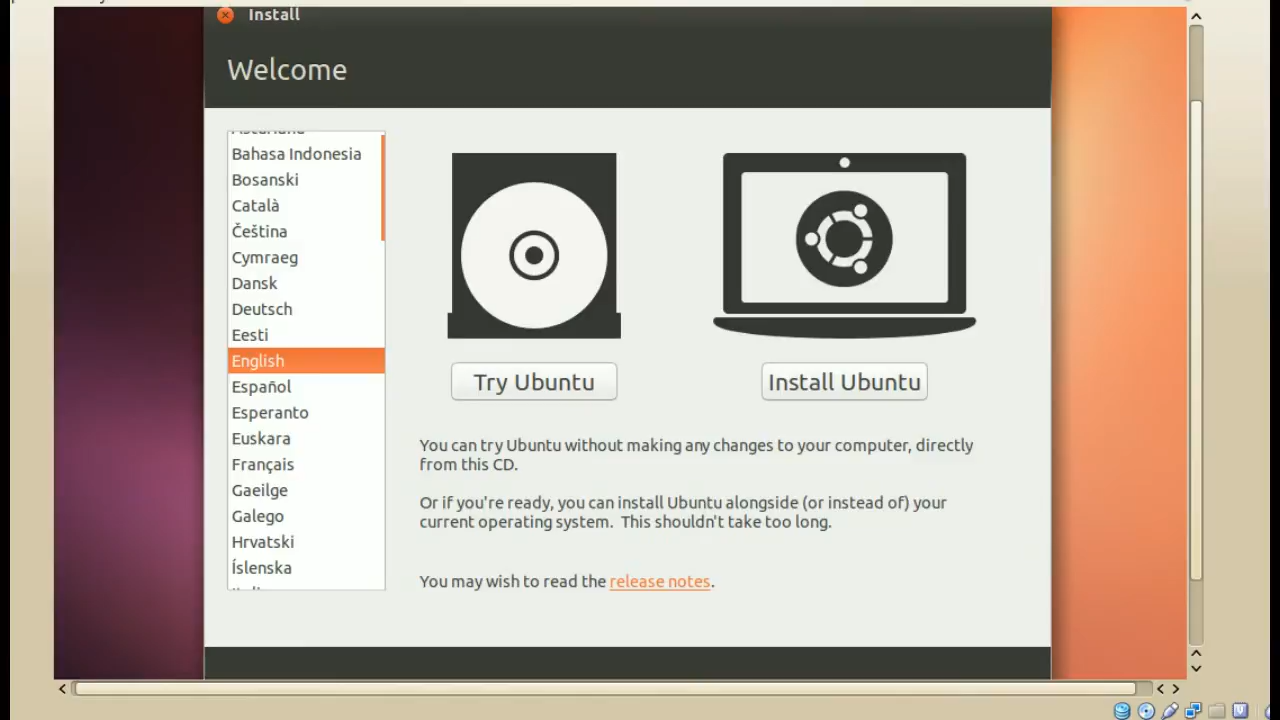 Install
Welcome
Bahasa Indonesia
Bosanski
Català
Čeština
Cymraeg
Dansk
Deutsch
Eesti
English
Español
Esperanto
Euskara
Français
Gaeilge
Galego
Hrvatski
Íslenska
Try Ubuntu
Install Ubuntu
You can try Ubuntu without making any changes to your computer, directly
from this CD.
Or if you're ready, you can install Ubuntu alongside (or instead of) your
current operating system. This shouldn't take too long.
You may wish to read the release notes.